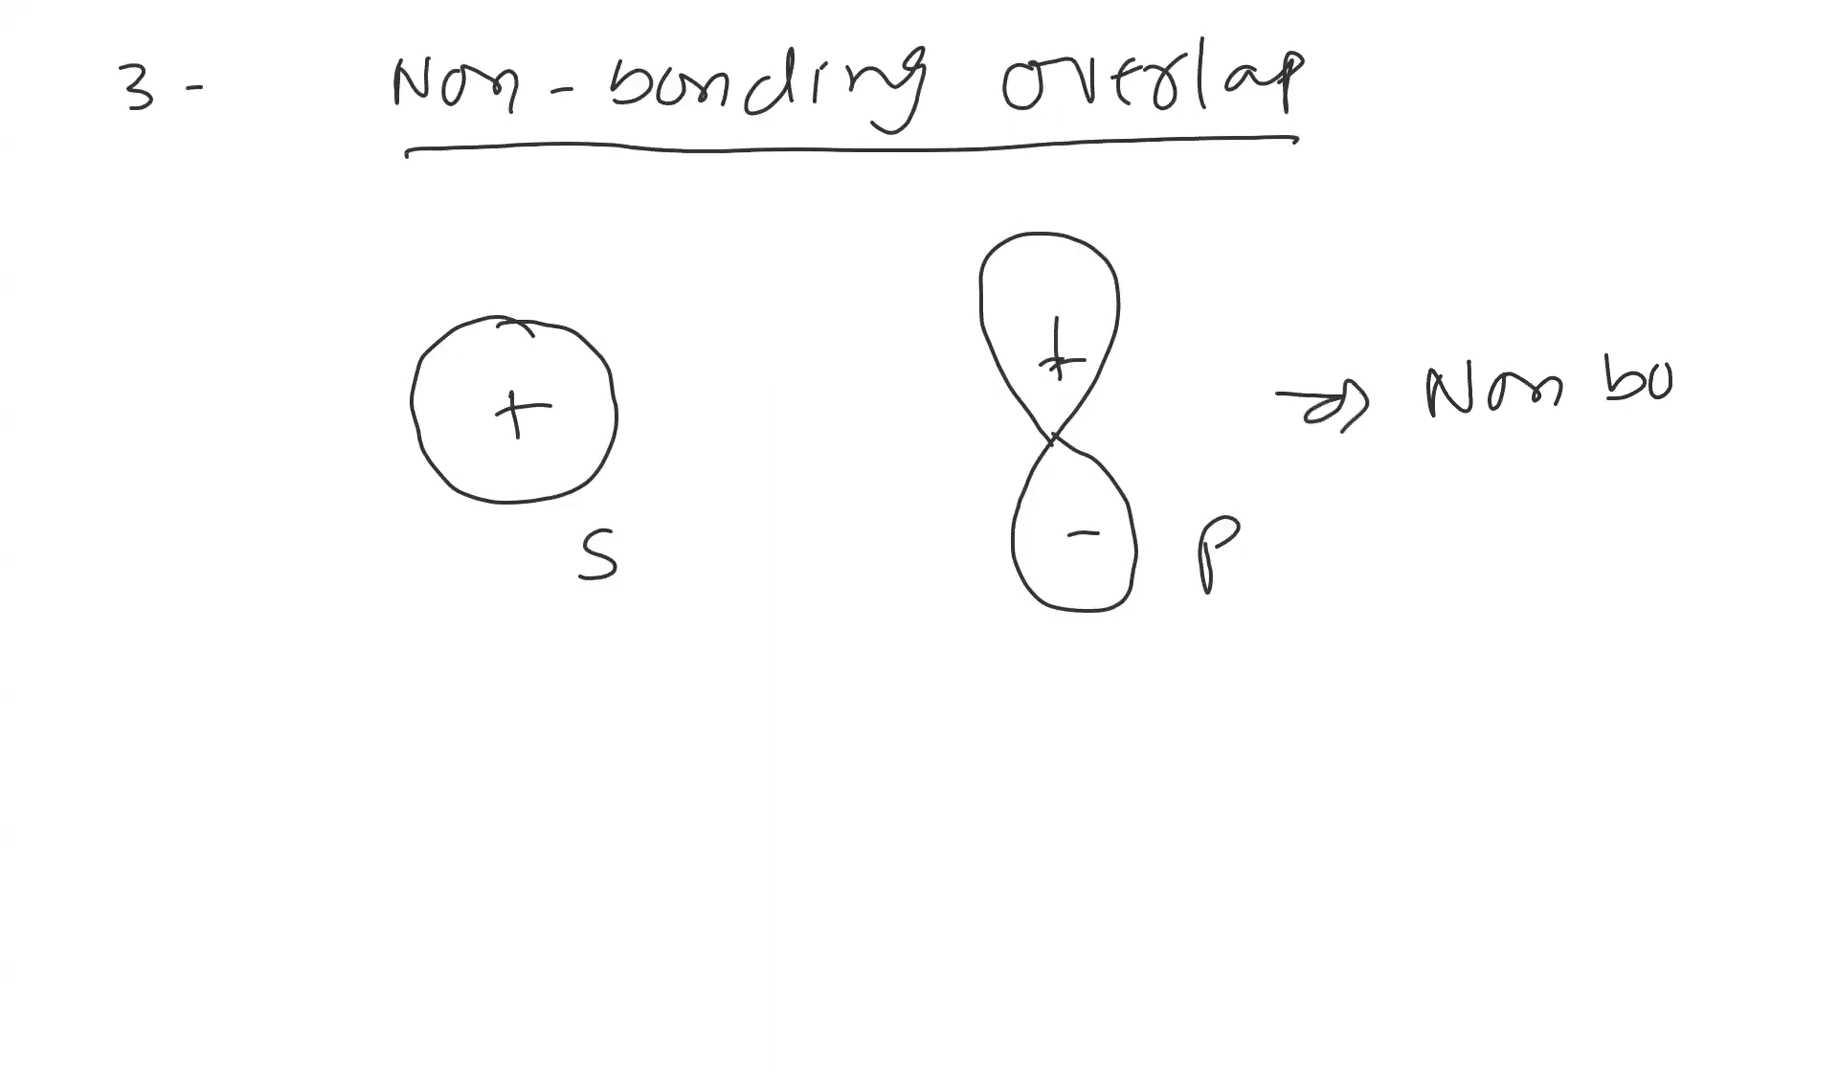 3 - Non-bonding overlap
+
+
→ Non bo
-
S
P